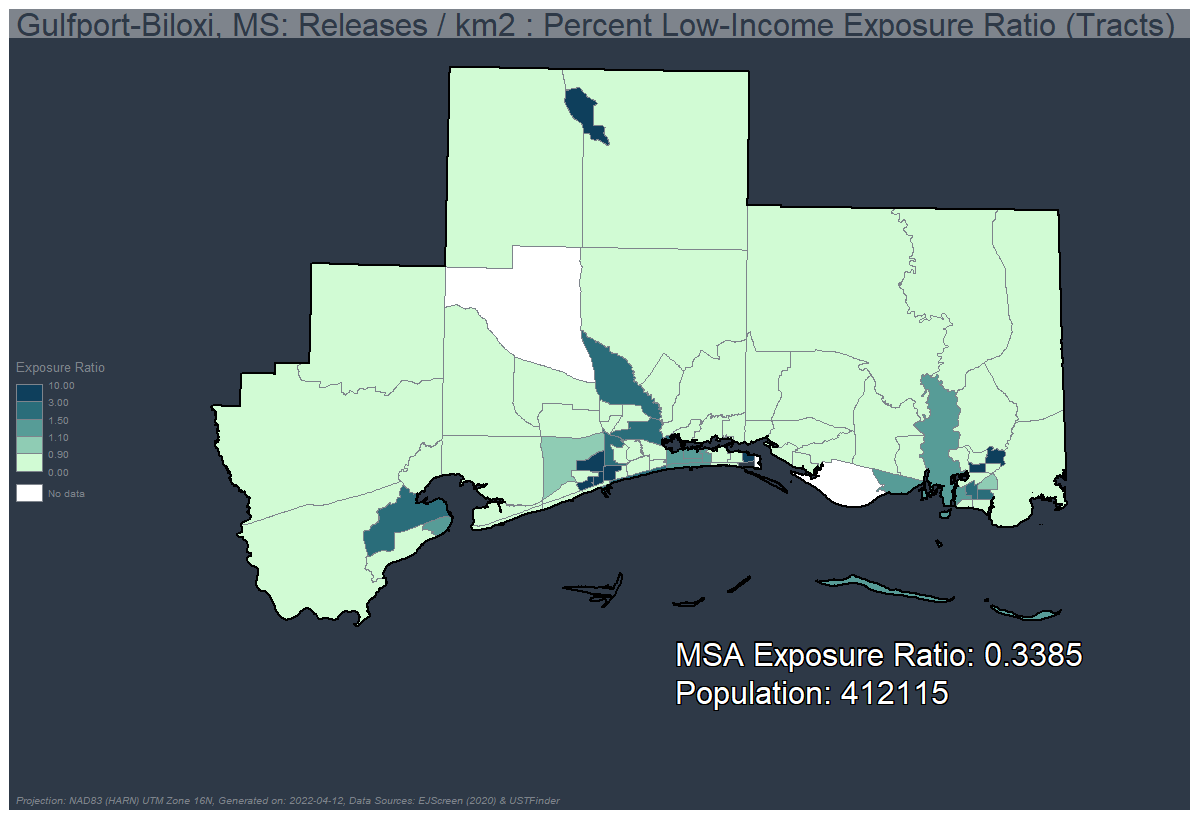 Gulfport-Biloxi, MS: Releases / km2 : Percent Low-Income Exposure Ratio (Tracts)
Exposure Ratio
10.00
3.00
1.50
1.10
0.90
0.00
No data
MSA Exposure Ratio: 0.3385
Population: 412115
Projection: NAD83 (HARN) UTM Zone 16N, Generated on: 2022-04-12, Data Sources: EJScreen (2020) & USTFinder